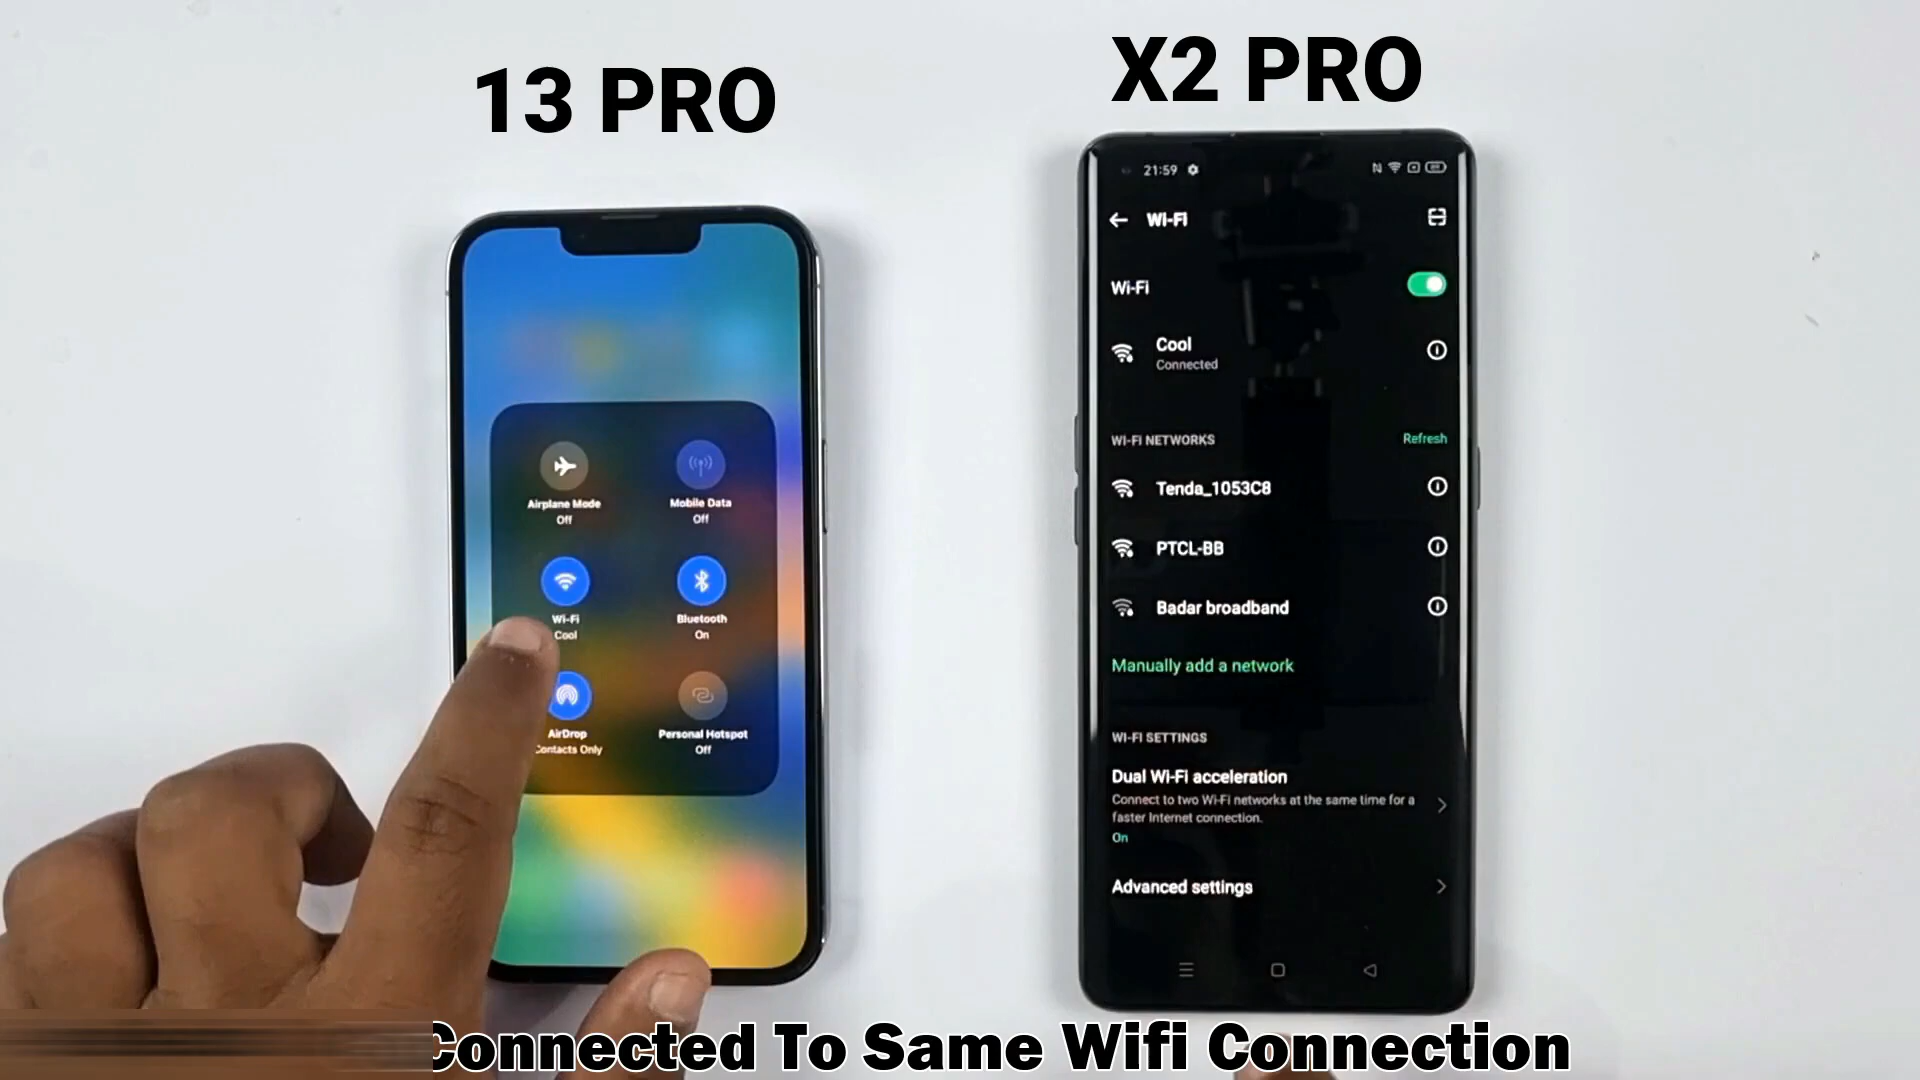 13 PRO
X2 PRO
Airplane Mode
Off
Mobile Data
Off
Wi-Fi
Cool
Bluetooth
On
AirDrop
Contacts Only
Personal Hotspot
Off
21:59
Wi-Fi
Wi-Fi
Cool
Connected
WI-FI NETWORKS
Refresh
Tenda_1053C8
PTCL-BB
Badar broadband
Manually add a network
WI-FI SETTINGS
Dual Wi-Fi acceleration
Connect to two Wi-Fi networks at the same time for a
faster Internet connection.
On
Advanced settings
Connected To Same Wifi Connection